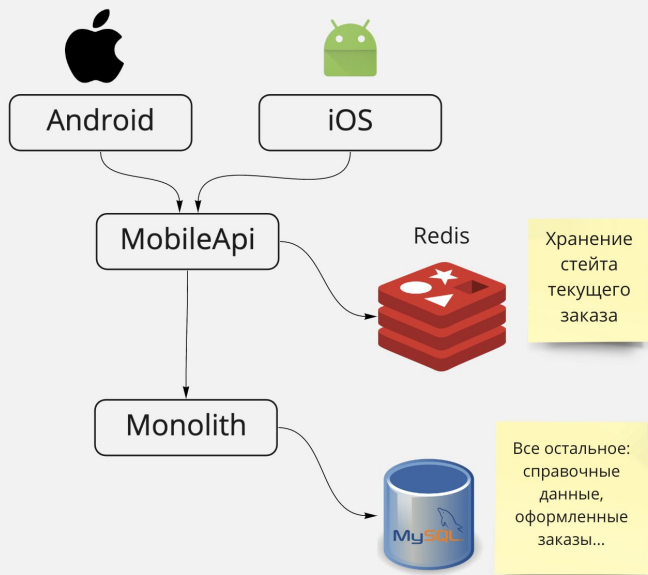 Android
iOS
MobileApi
Redis
Хранение
стейта
текущего
заказа
Monolith
Все остальное:
справочные
данные,
оформленные
заказы...
MySQL